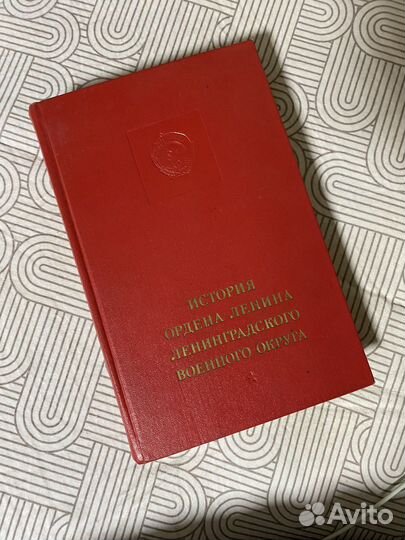 ИСТОРИЯ
ОРДЕНА ЛЕНИНА
ЛЕНИНГРАДСКОГО
ВОЕННОГО ОКРУГА
Avito